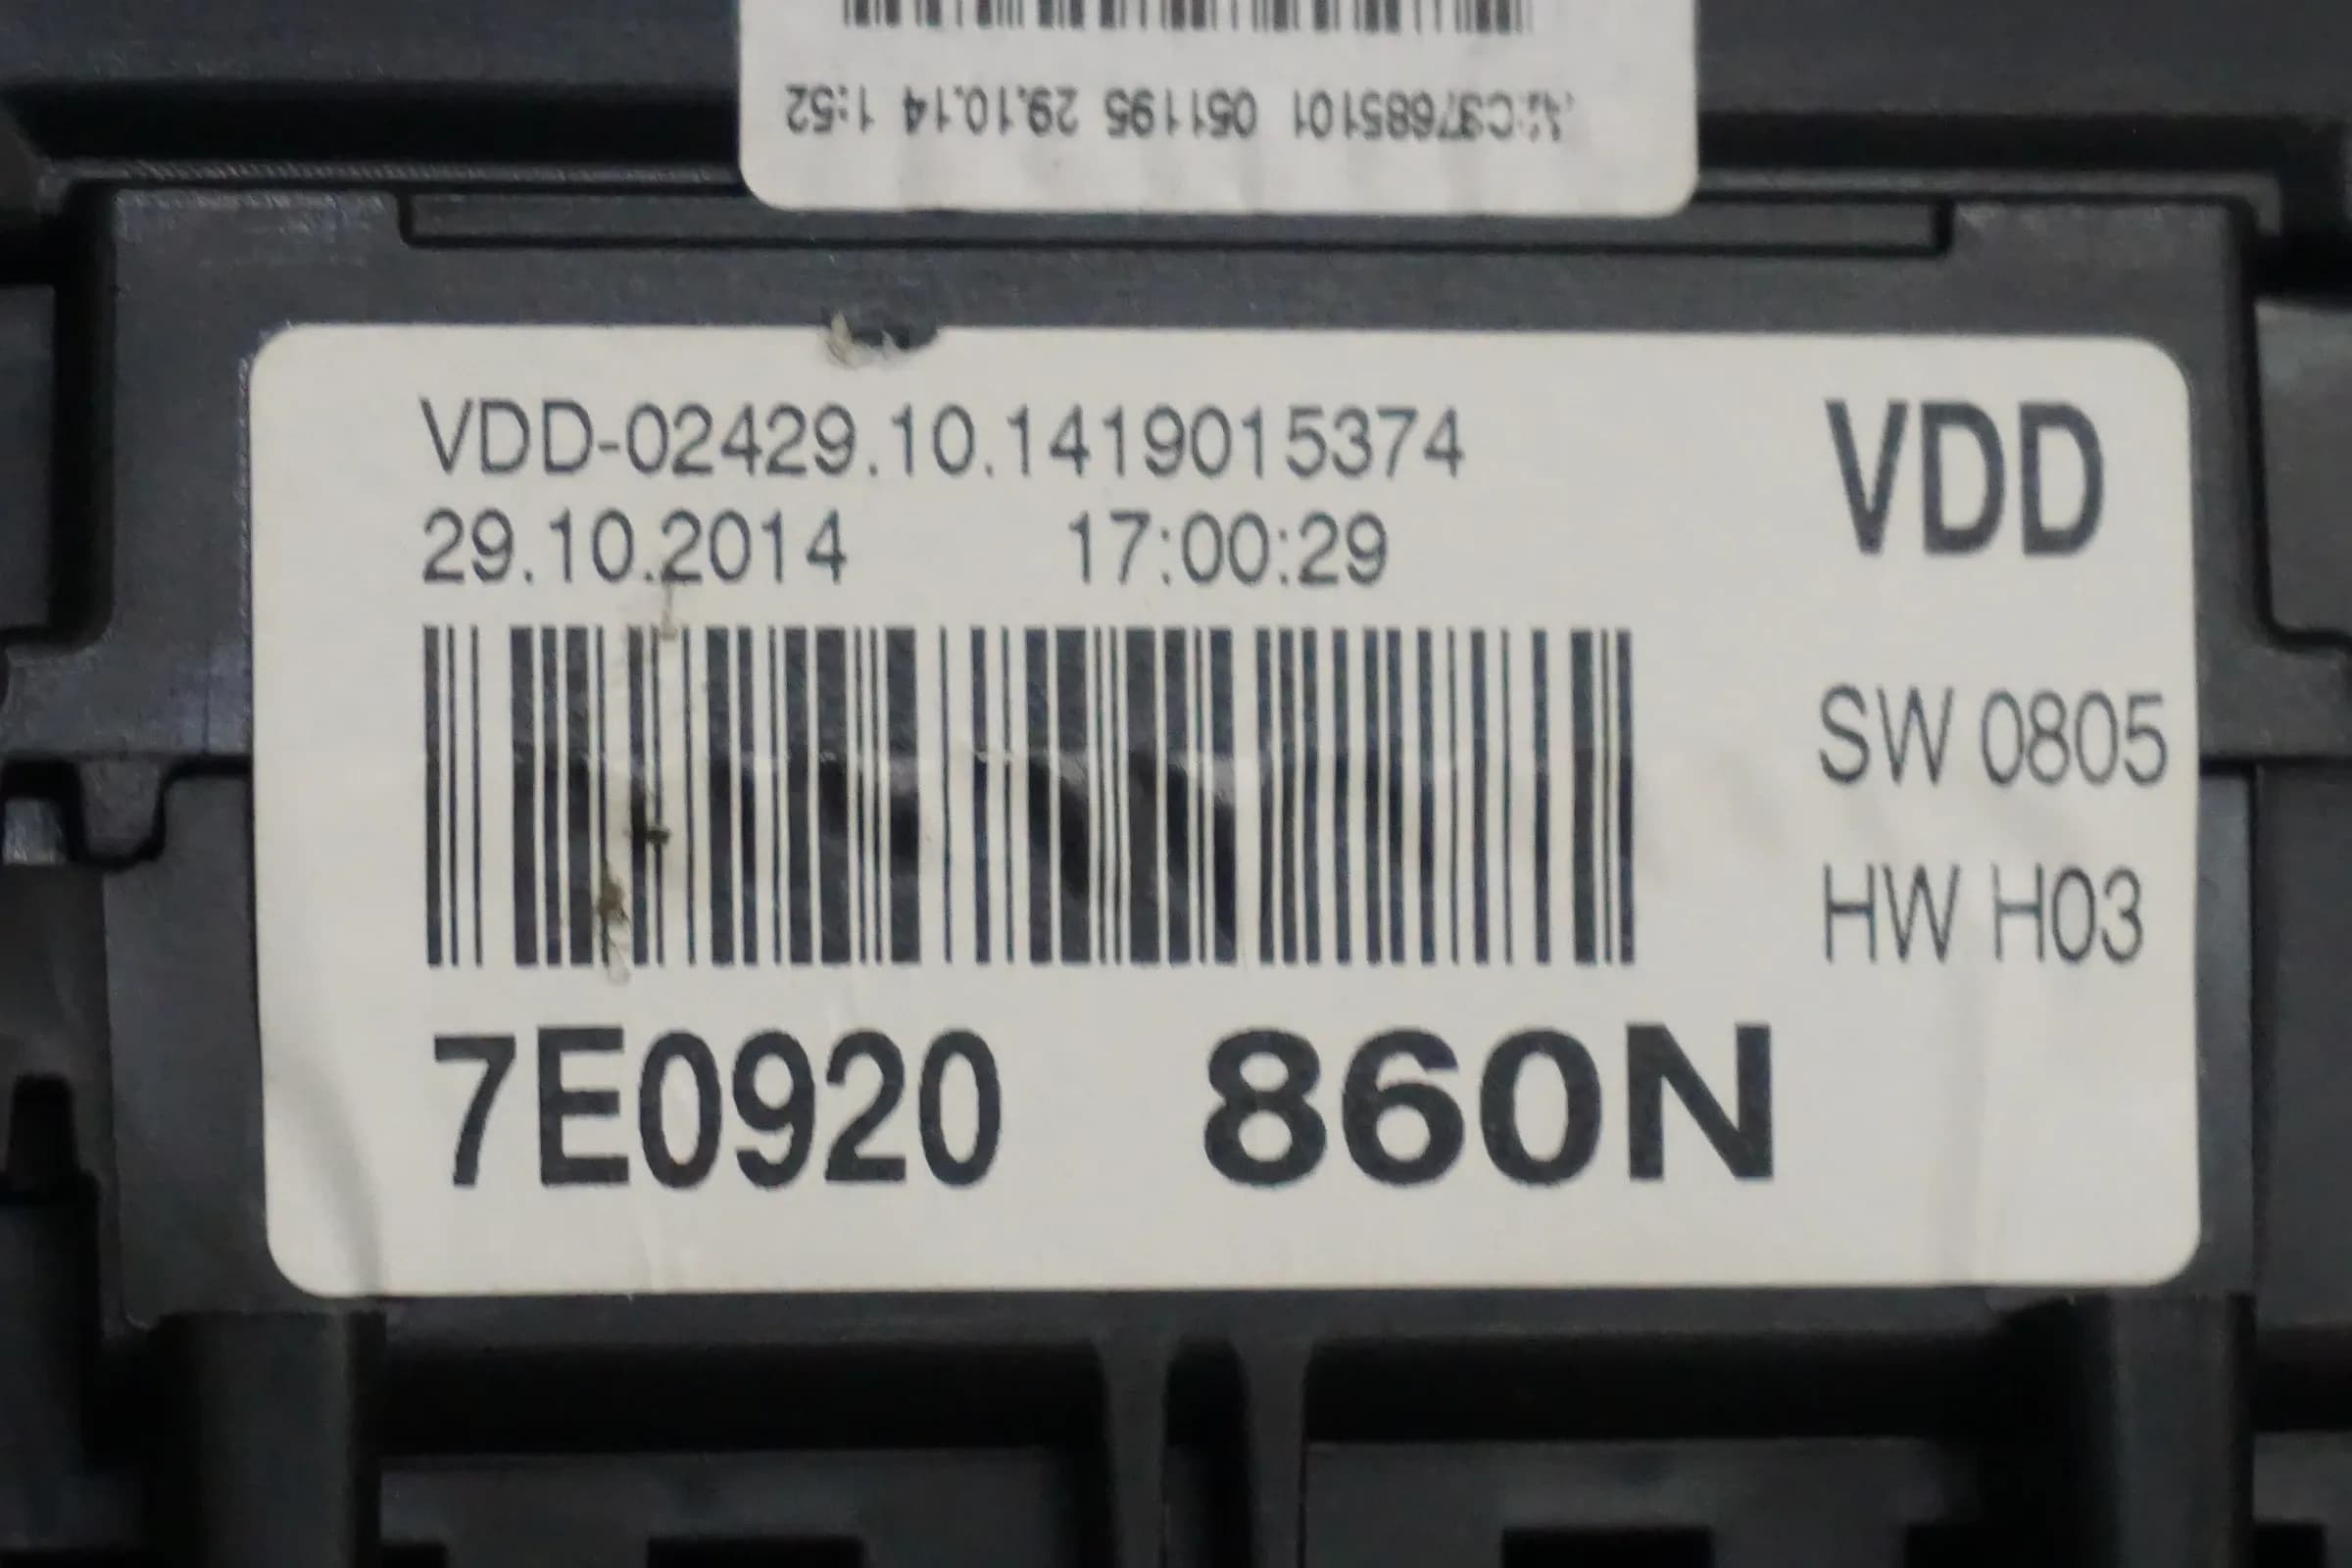 051195 29.10.14 1:52
VDD-02429.10.1419015374
29.10.2014 17:00:29
VDD
SW 0805
HW H03
7E0920 860N